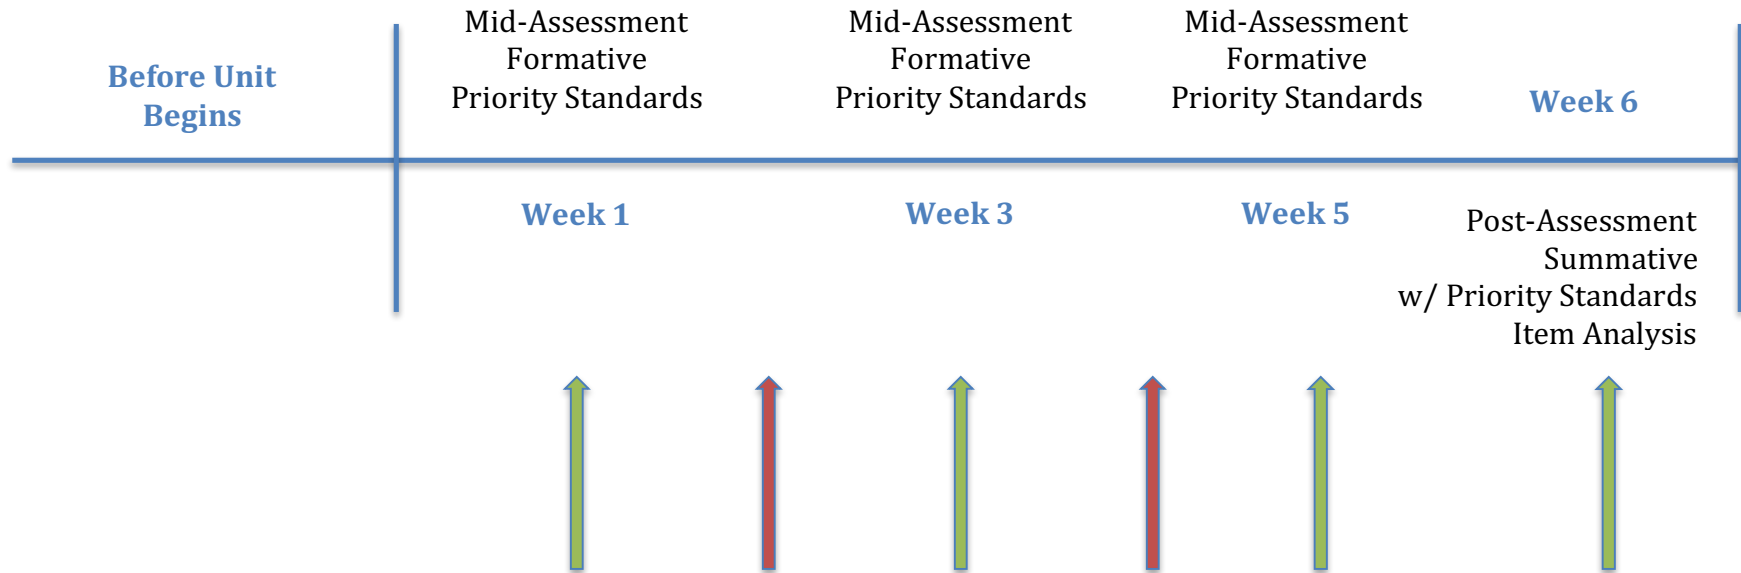 Before Unit
Begins
Mid-Assessment
Formative
Priority Standards
Mid-Assessment
Formative
Priority Standards
Mid-Assessment
Formative
Priority Standards
Week 6
Week 1
Week 3
Week 5
Post-Assessment
Summative
w/ Priority Standards
Item Analysis